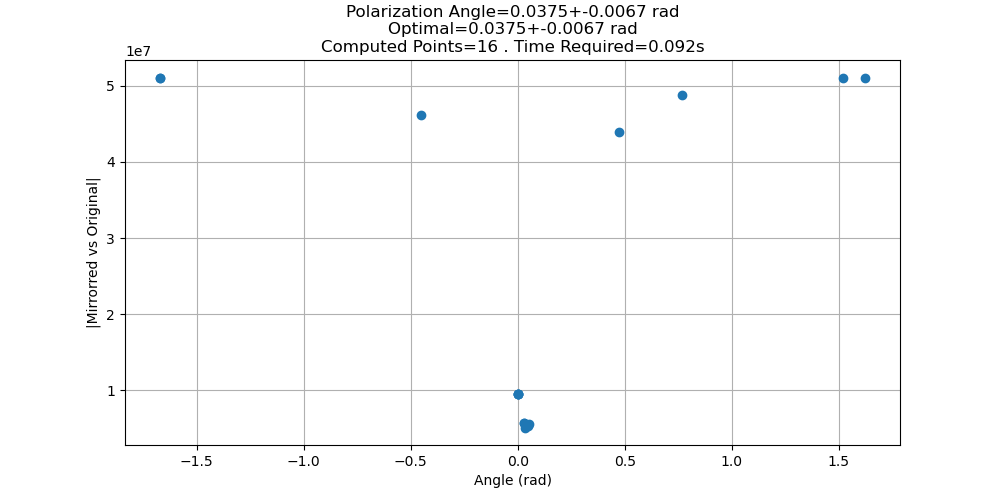 Polarization Angle=0.0375+-0.0067 rad
Optimal=0.0375+-0.0067 rad
Computed Points=16 . Time Required=0.092s
1e7
5
4
3
2
1
|Mirrorred vs Original|
−1.5
−1.0
−0.5
0.0
0.5
1.0
1.5
Angle (rad)